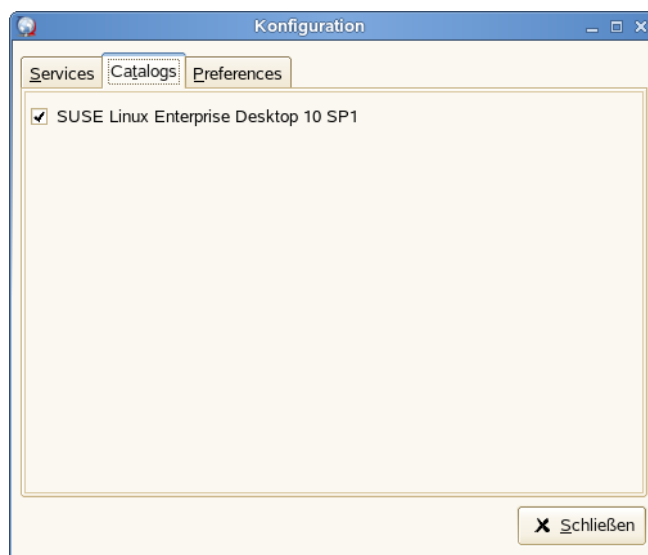 Konfiguration
Services Catalogs Preferences
SUSE Linux Enterprise Desktop 10 SP1
Schließen